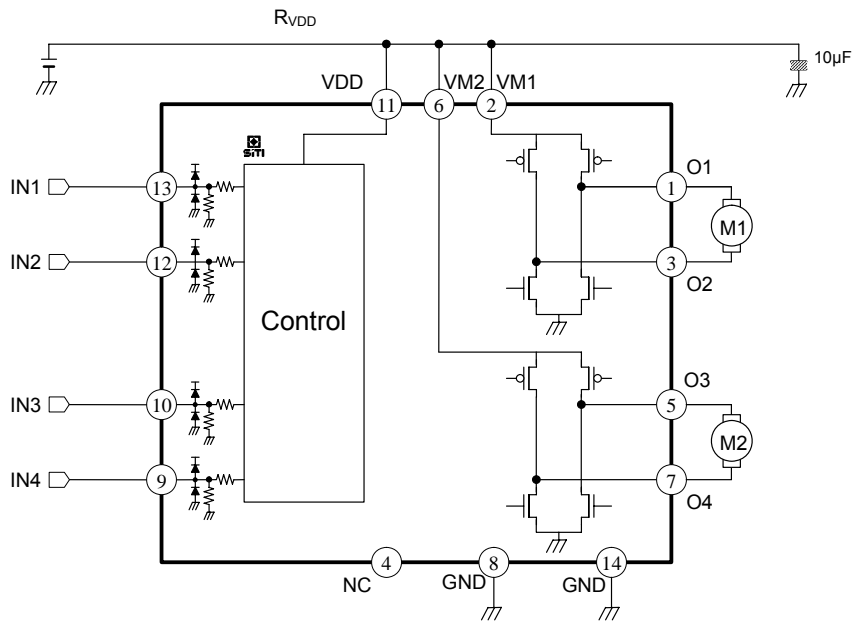 RVDD
10µF
VDD
VM2
VM1
11
6
2
SiTI
IN1
13
1
O1
M1
IN2
12
3
O2
Control
IN3
10
5
O3
M2
IN4
9
7
O4
4
8
14
NC
GND
GND